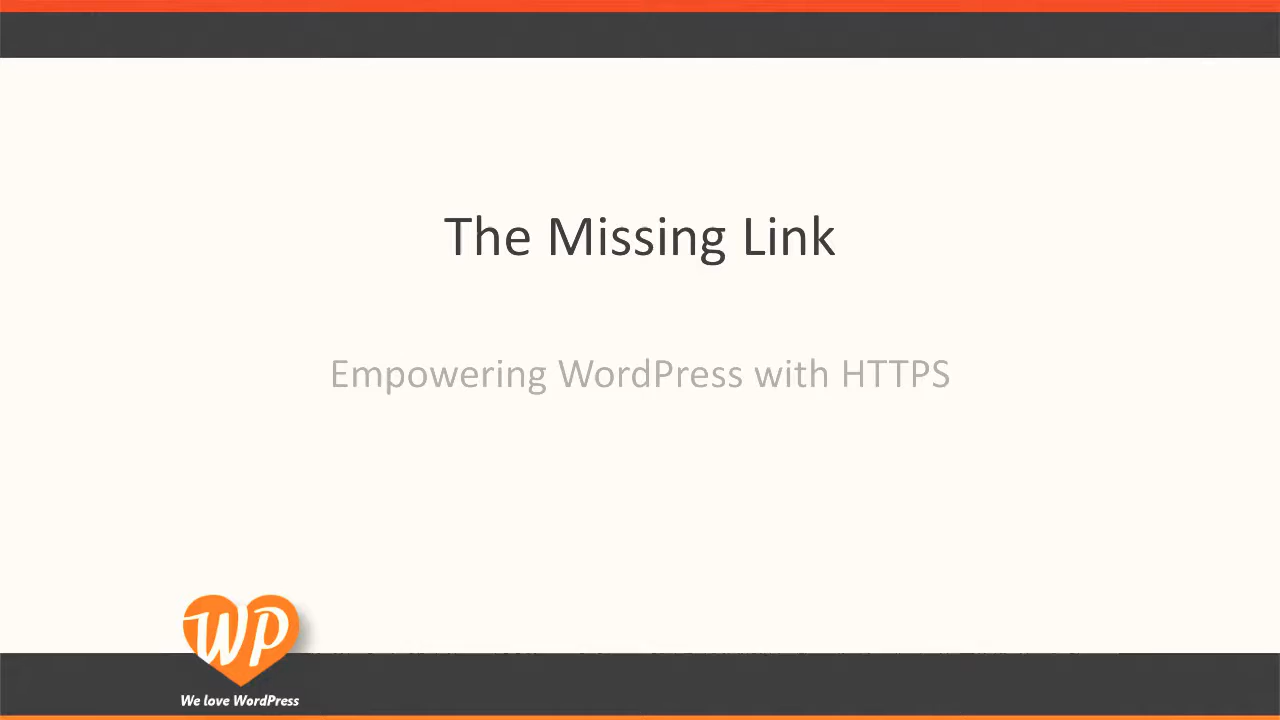 The Missing Link
Empowering WordPress with HTTPS
WP
We love WordPress